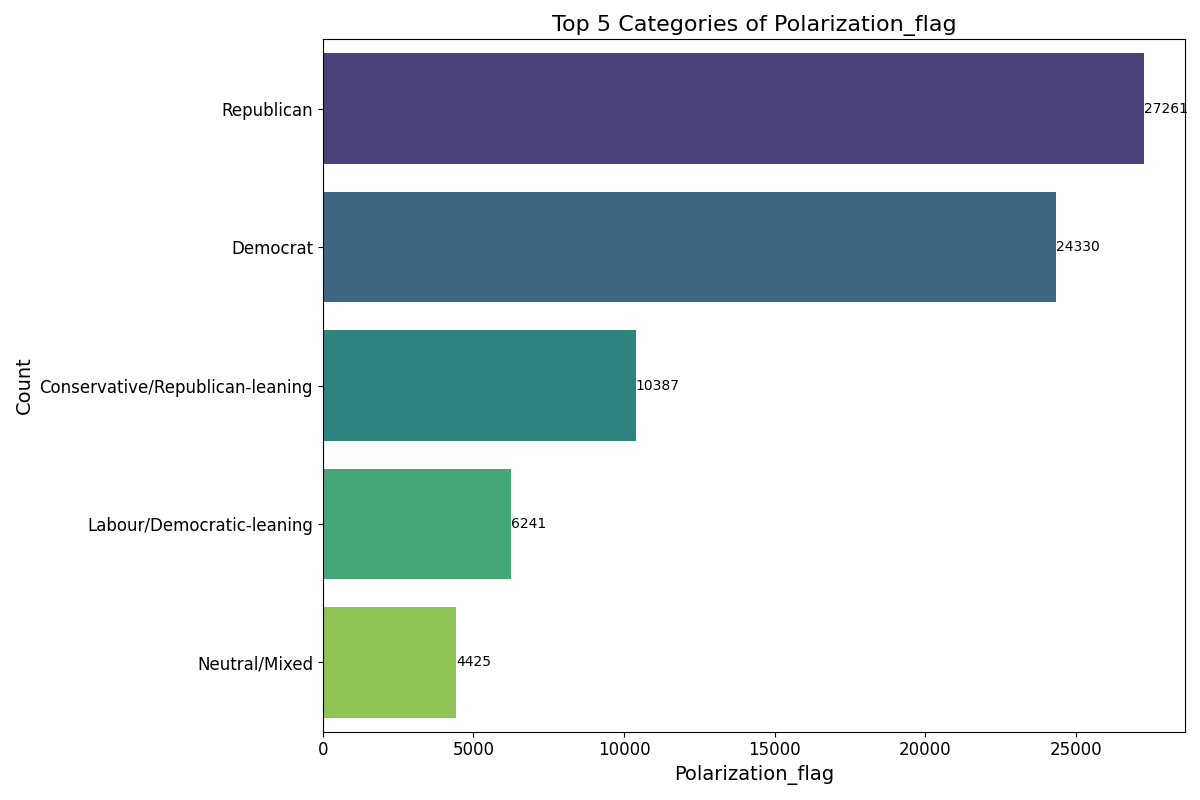 Top 5 Categories of Polarization_flag
Count
Republican
27261
Democrat
24330
Conservative/Republican-leaning
10387
Labour/Democratic-leaning
6241
Neutral/Mixed
4425
0 5000 10000 15000 20000 25000
Polarization_flag